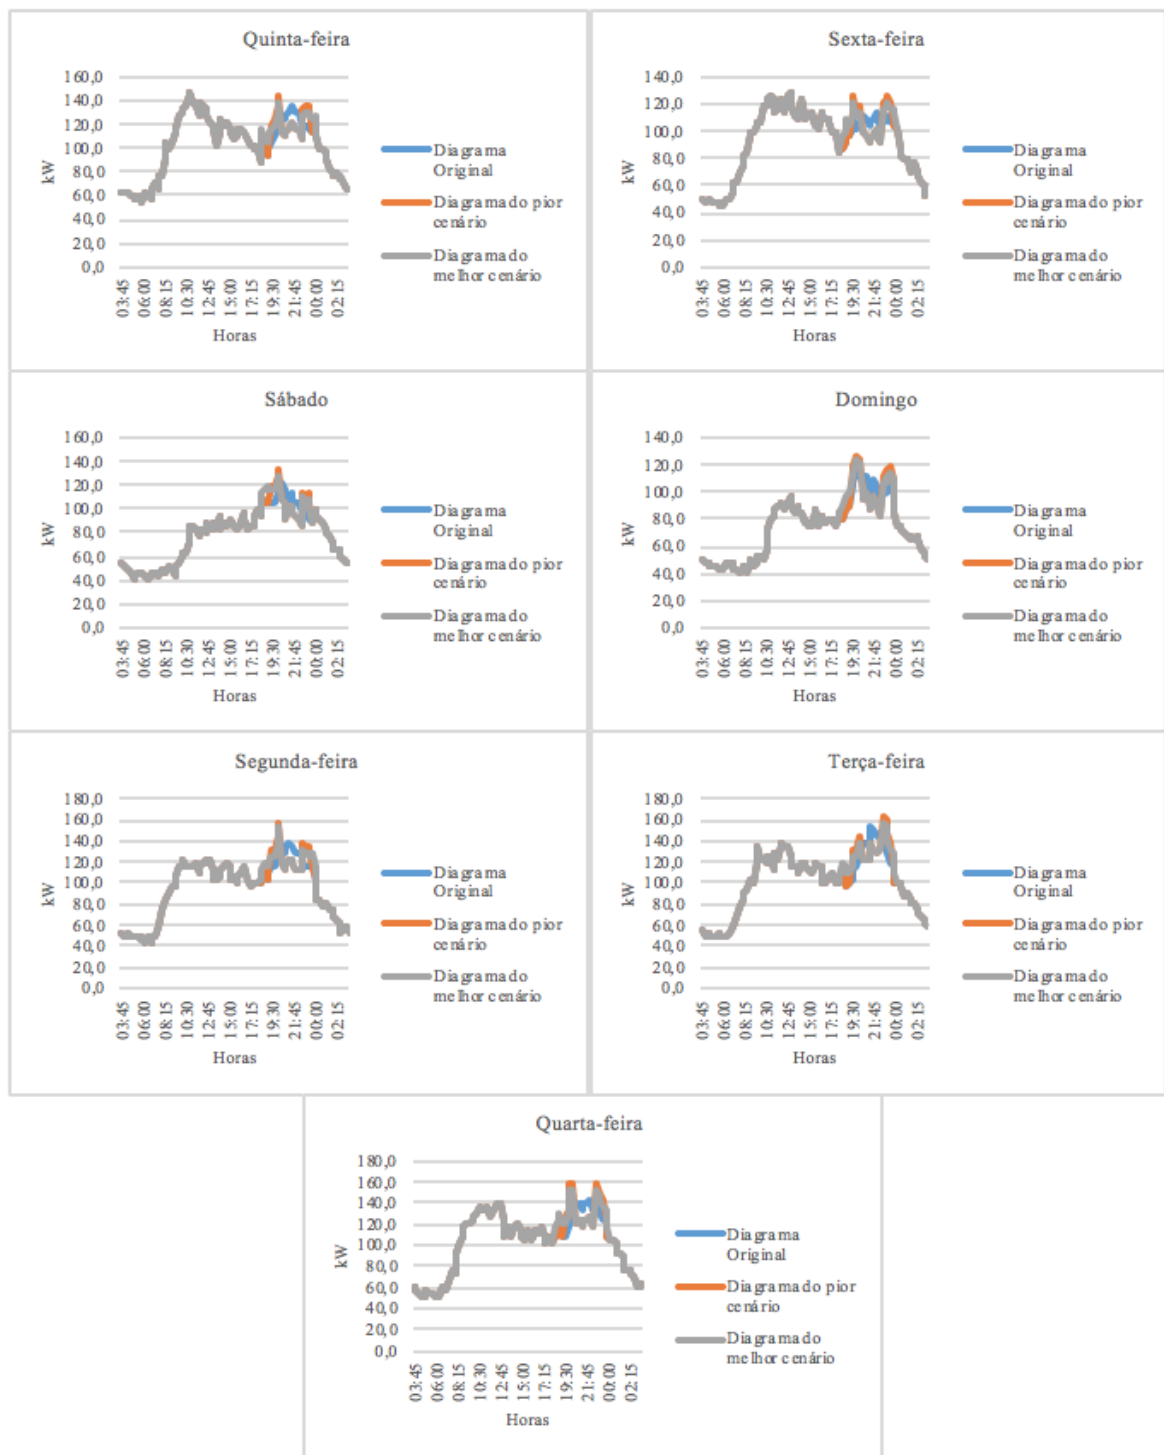 Quinta-feira
160,0
140,0
120,0
100,0
80,0
60,0
40,0
20,0
0,0
kW
03:45
06:00
08:15
10:30
12:45
15:00
17:15
19:30
21:45
00:00
02:15
Horas
Diagrama
Original
Diagrama do pior
cenário
Diagrama do
melhor cenário
Sexta-feira
140,0
120,0
100,0
80,0
60,0
40,0
20,0
0,0
kW
03:45
06:00
08:15
10:30
12:45
15:00
17:15
19:30
21:45
00:00
02:15
Horas
Diagrama
Original
Diagrama do pior
cenário
Diagrama do
melhor cenário
Sábado
160,0
140,0
120,0
100,0
80,0
60,0
40,0
20,0
0,0
kW
03:45
06:00
08:15
10:30
12:45
15:00
17:15
19:30
21:45
00:00
02:15
Horas
Diagrama
Original
Diagrama do pior
cenário
Diagrama do
melhor cenário
Domingo
140,0
120,0
100,0
80,0
60,0
40,0
20,0
0,0
kW
03:45
06:00
08:15
10:30
12:45
15:00
17:15
19:30
21:45
00:00
02:15
Horas
Diagrama
Original
Diagrama do pior
cenário
Diagrama do
melhor cenário
Segunda-feira
180,0
160,0
140,0
120,0
100,0
80,0
60,0
40,0
20,0
0,0
kW
03:45
06:00
08:15
10:30
12:45
15:00
17:15
19:30
21:45
00:00
02:15
Horas
Diagrama
Original
Diagrama do pior
cenário
Diagrama do
melhor cenário
Terça-feira
180,0
160,0
140,0
120,0
100,0
80,0
60,0
40,0
20,0
0,0
kW
03:45
06:00
08:15
10:30
12:45
15:00
17:15
19:30
21:45
00:00
02:15
Horas
Diagrama
Original
Diagrama do pior
cenário
Diagrama do
melhor cenário
Quarta-feira
180,0
160,0
140,0
120,0
100,0
80,0
60,0
40,0
20,0
0,0
kW
03:45
06:00
08:15
10:30
12:45
15:00
17:15
19:30
21:45
00:00
02:15
Horas
Diagrama
Original
Diagrama do pior
cenário
Diagrama do
melhor cenário